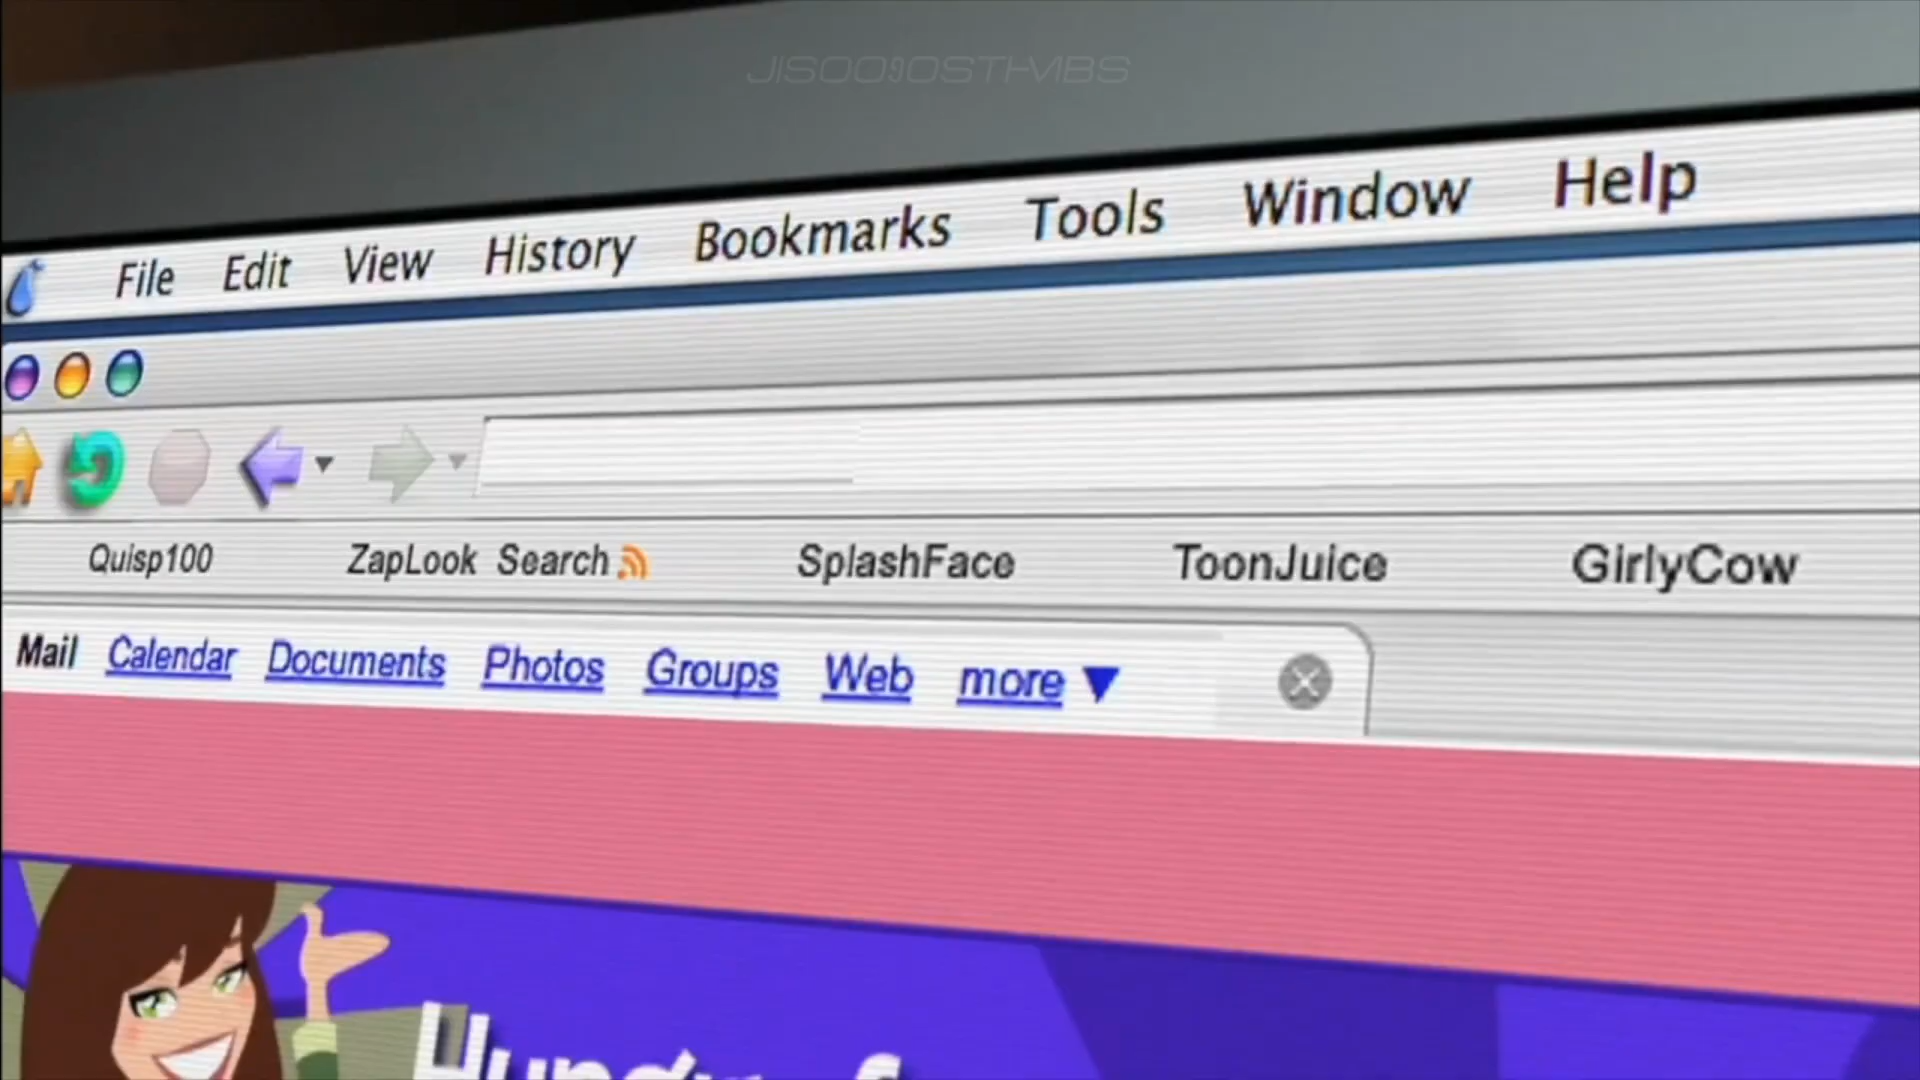 File Edit View History Bookmarks Tools Window Help
Quisp100 ZapLook Search SplashFace ToonJuice GirlyCow
Mail Calendar Documents Photos Groups Web more